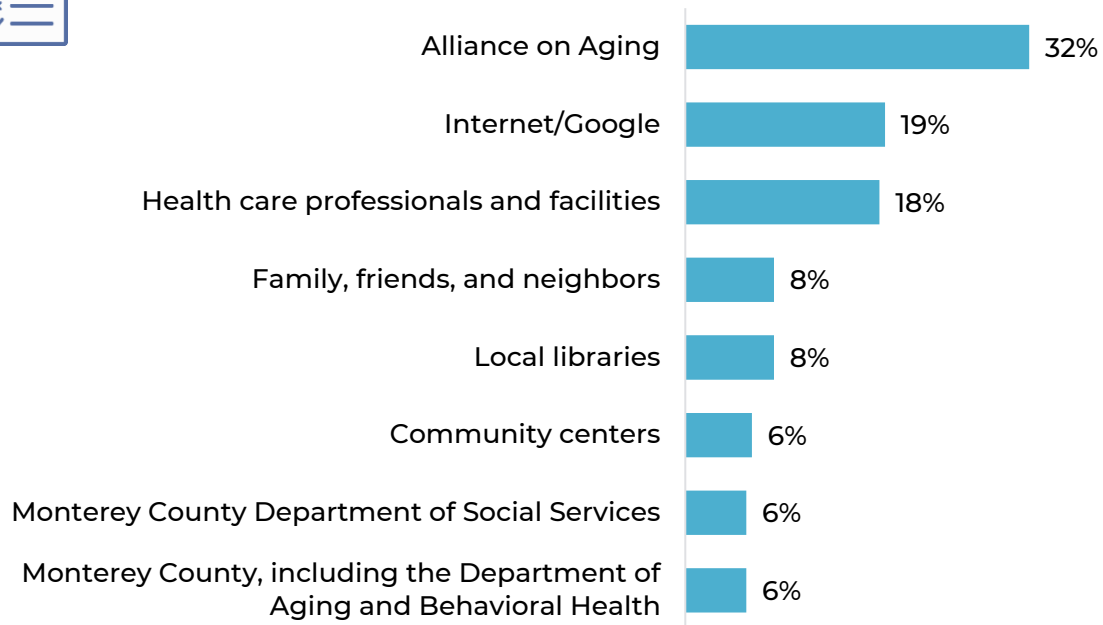 Alliance on Aging 32%
Internet/Google 19%
Health care professionals and facilities 18%
Family, friends, and neighbors 8%
Local libraries 8%
Community centers 6%
Monterey County Department of Social Services 6%
Monterey County, including the Department of
Aging and Behavioral Health 6%